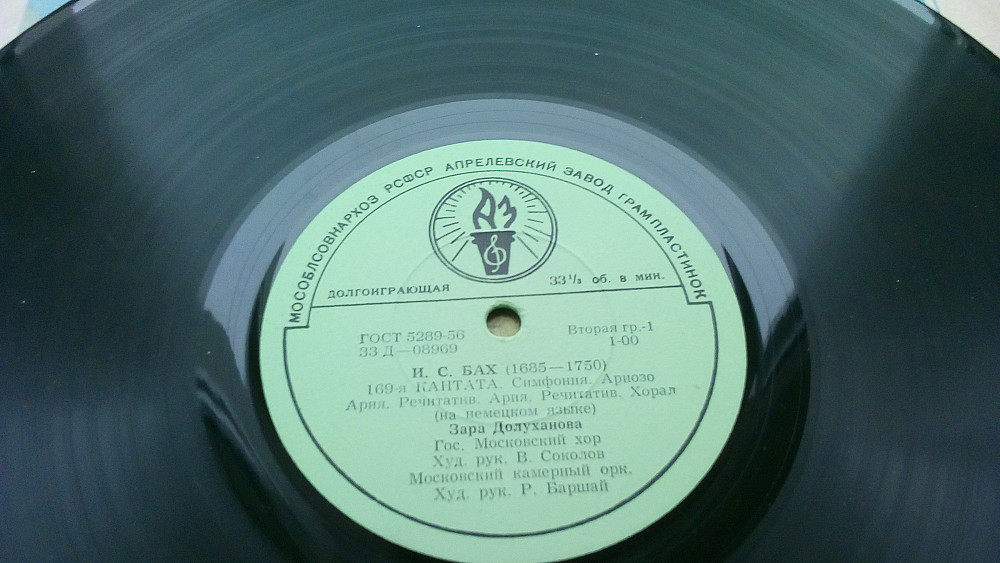 МОСОБЛСОВНАРХОЗ РСФСР АПРЕЛЕВСКИЙ ЗАВОД ГРАМПЛАСТИНОК
АЗ
ДОЛГОИГРАЮЩАЯ 33⅓ об. в мин.
ГОСТ 5289-56 Вторая гр.-1
33 Д—08969 1-00
И. С. БАХ (1685—1750)
169-я КАНТАТА. Симфония. Ариозо
Ария. Речитатив. Ария. Речитатив. Хорал
(на немецком языке)
Зара Долуханова
Гос. Московский хор
Худ. рук. В. Соколов
Московский камерный орк.
Худ. рук. Р. Баршай